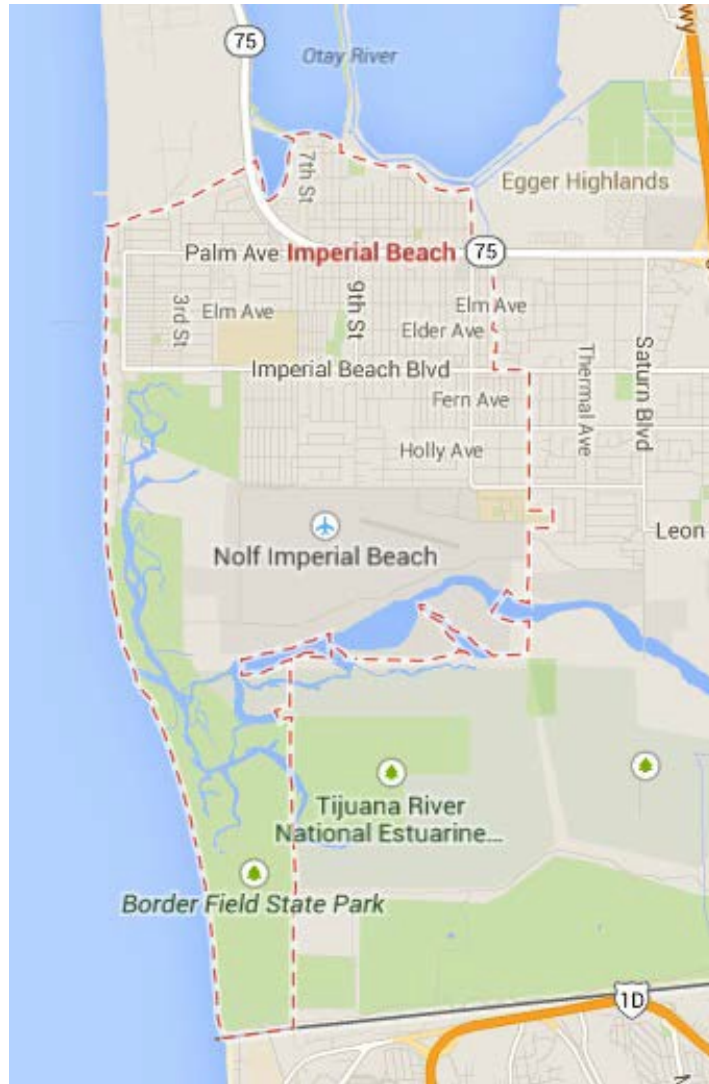 wy
75
Otay River
7th St
Egger Highlands
Palm Ave
Imperial Beach
75
3rd St
Elm Ave
9th St
Elm Ave
Elder Ave
Imperial Beach Blvd
Thermal Ave
Saturn Blvd
Fern Ave
Holly Ave
Nolf Imperial Beach
Leon
Tijuana River
National Estuarine...
Border Field State Park
1D